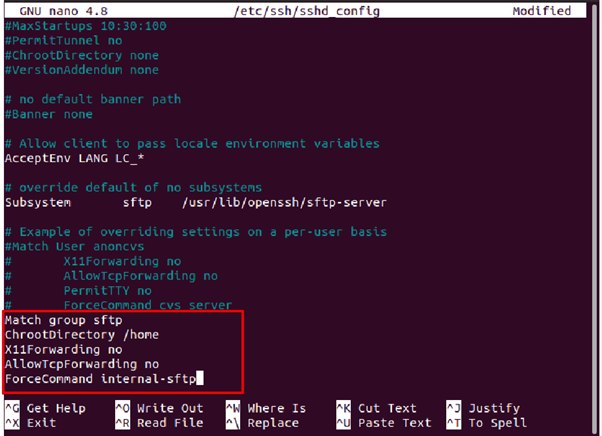 GNU nano 4.8 /etc/ssh/sshd_config Modified
#MaxStartups 10:30:100
#PermitTunnel no
#ChrootDirectory none
#VersionAddendum none
# no default banner path
#Banner none
# Allow client to pass locale environment variables
AcceptEnv LANG LC_*
# override default of no subsystems
Subsystem sftp /usr/lib/openssh/sftp-server
# Example of overriding settings on a per-user basis
#Match User anoncvs
# X11Forwarding no
# AllowTcpForwarding no
# PermitTTY no
# ForceCommand cvs server
Match group sftp
ChrootDirectory /home
X11Forwarding no
AllowTcpForwarding no
ForceCommand internal-sftp
^G Get Help ^O Write Out ^W Where Is ^K Cut Text ^J Justify
^X Exit ^R Read File ^\ Replace ^U Paste Text ^T To Spell